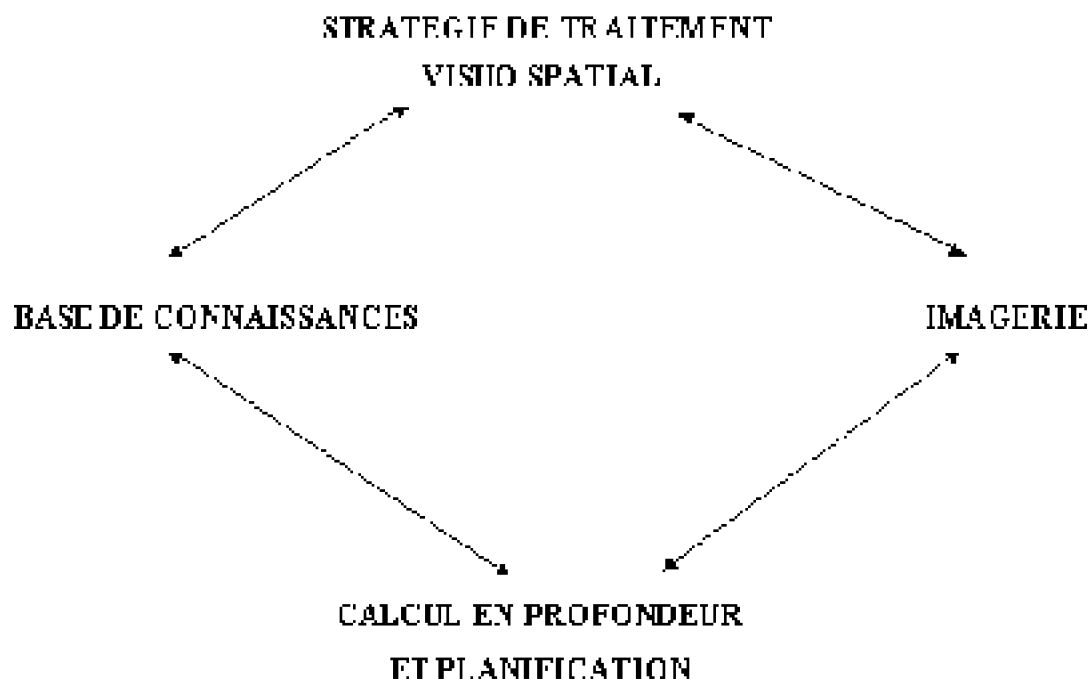 STRATEGIE DE TRAITEMENT
VISUO SPATIAL
BASE DE CONNAISSANCES
IMAGERIE
CALCUL EN PROFONDEUR
ET PLANIFICATION